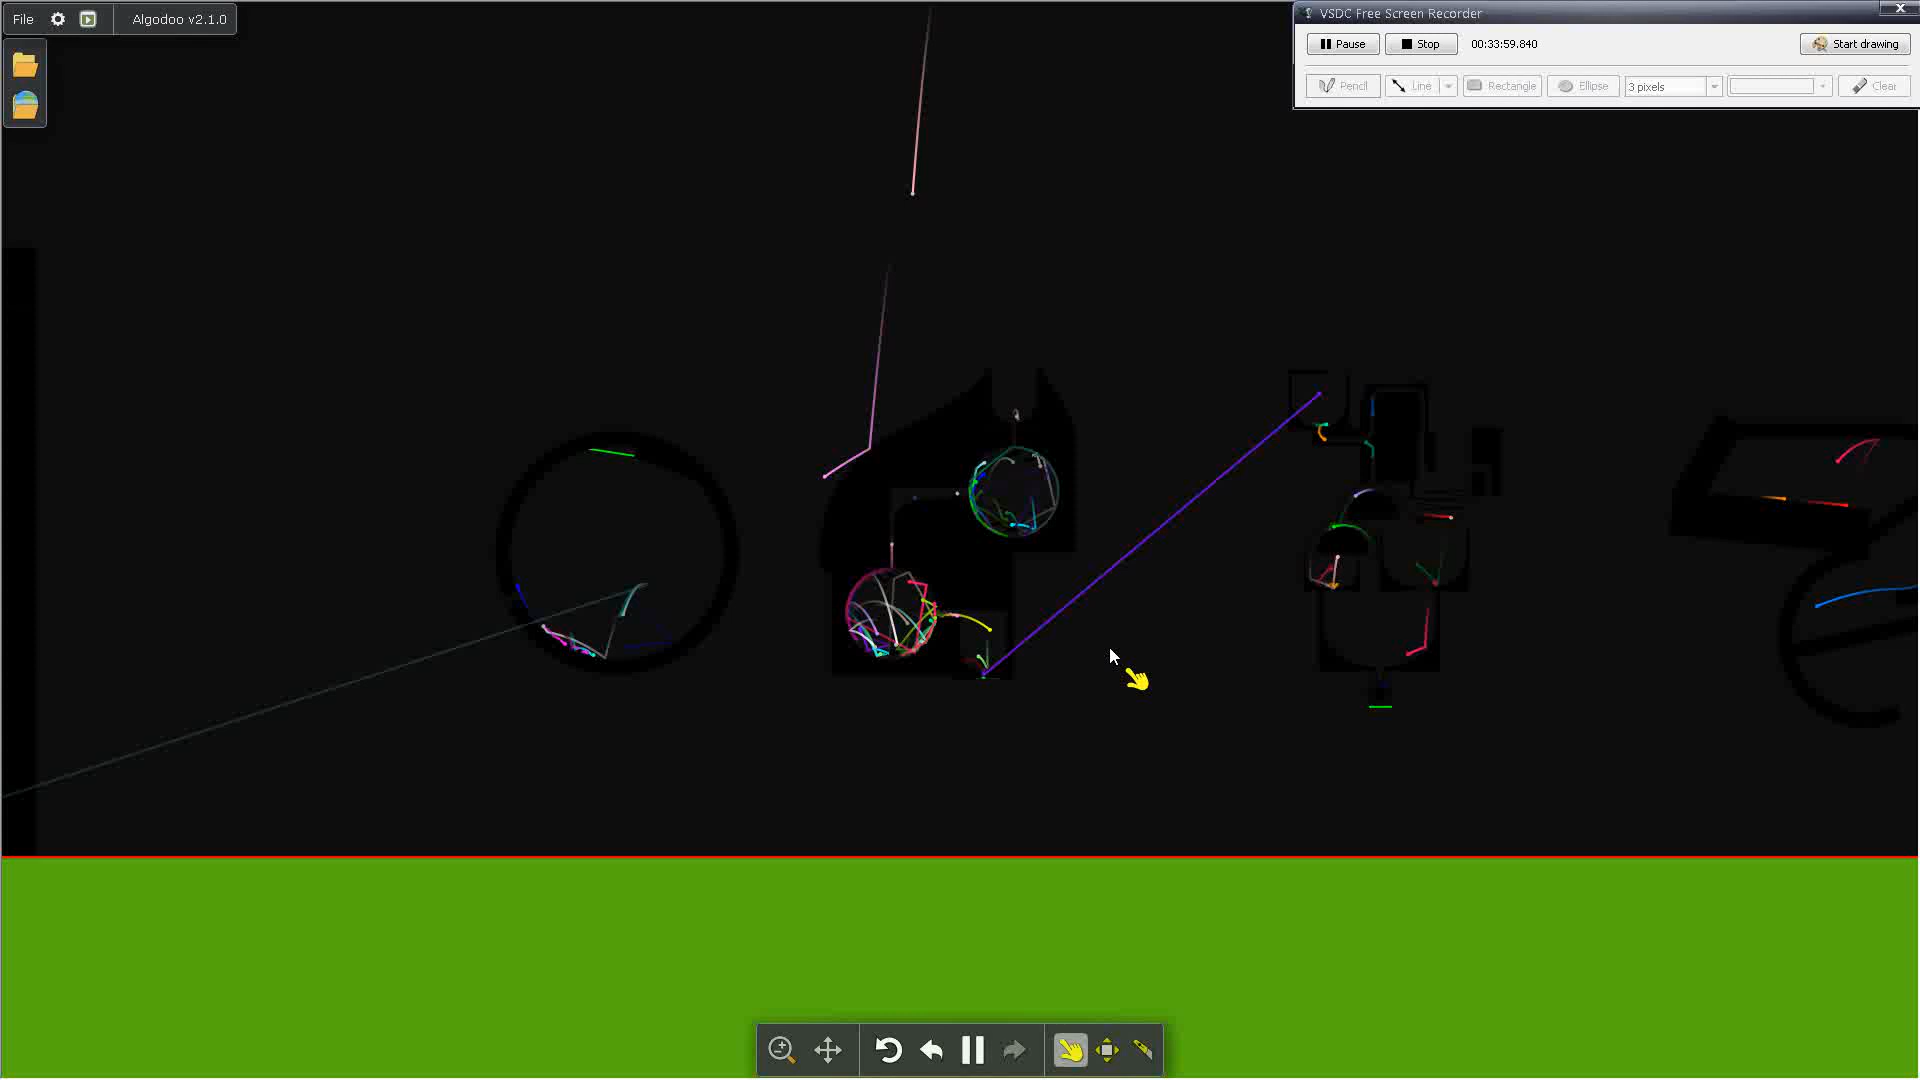 File
Algodoo v2.1.0
VSDC Free Screen Recorder
Pause
Stop
00:33:59.840
Start drawing
Pencil
Line
Rectangle
Ellipse
3 pixels
Clear